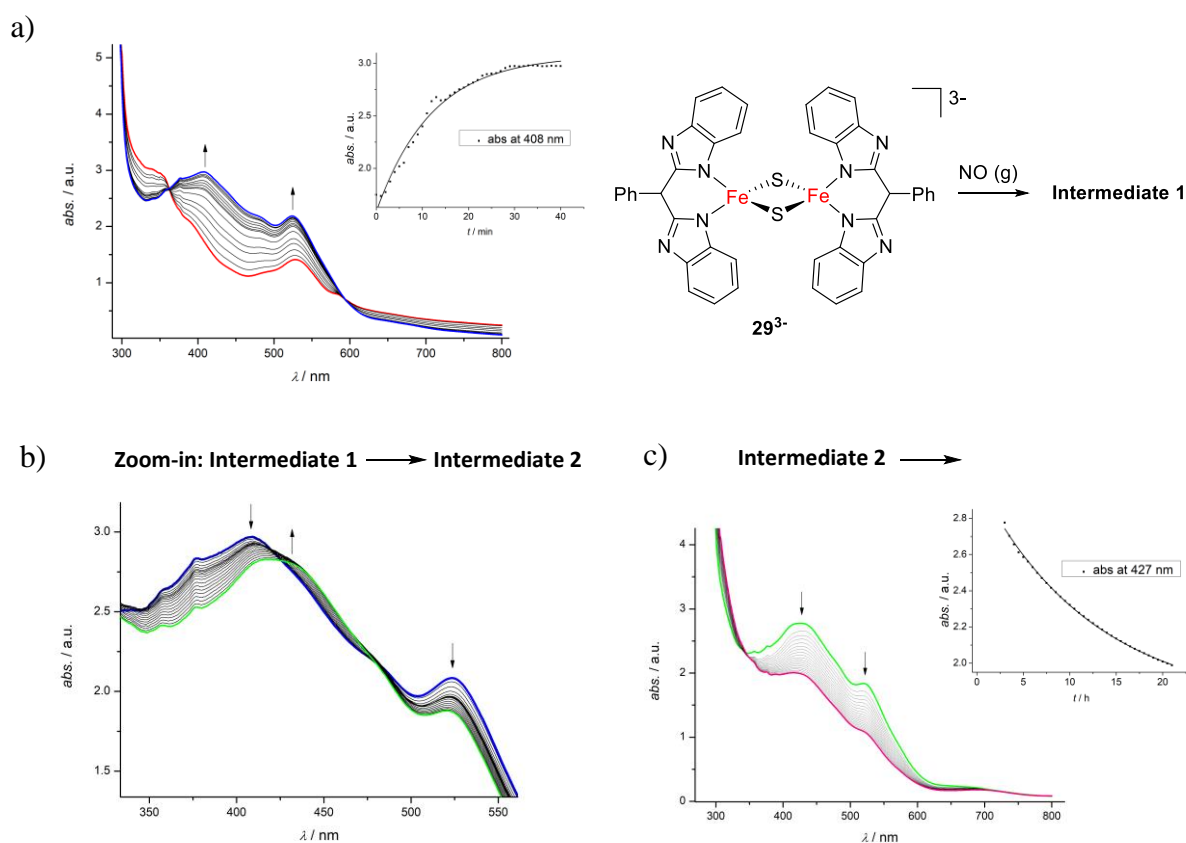 a)
abs. / a.u.
5
4
3
2
1
300 400 500 600 700 800
λ / nm
abs. / a.u.
3.0
2.5
2.0
abs at 408 nm
0 10 20 30 40
t / min
3-
N N
N N
Ph Fe S Fe Ph
S
N N
N N
29³⁻
NO (g)
Intermediate 1
b)
Zoom-in: Intermediate 1 → Intermediate 2
abs. / a.u.
3.0
2.5
2.0
1.5
350 400 450 500 550
λ / nm
c)
Intermediate 2 →
abs. / a.u.
4
3
2
1
0
300 400 500 600 700 800
λ / nm
abs. / a.u.
2.8
2.6
2.4
2.2
2.0
abs at 427 nm
0 5 10 15 20
t / h